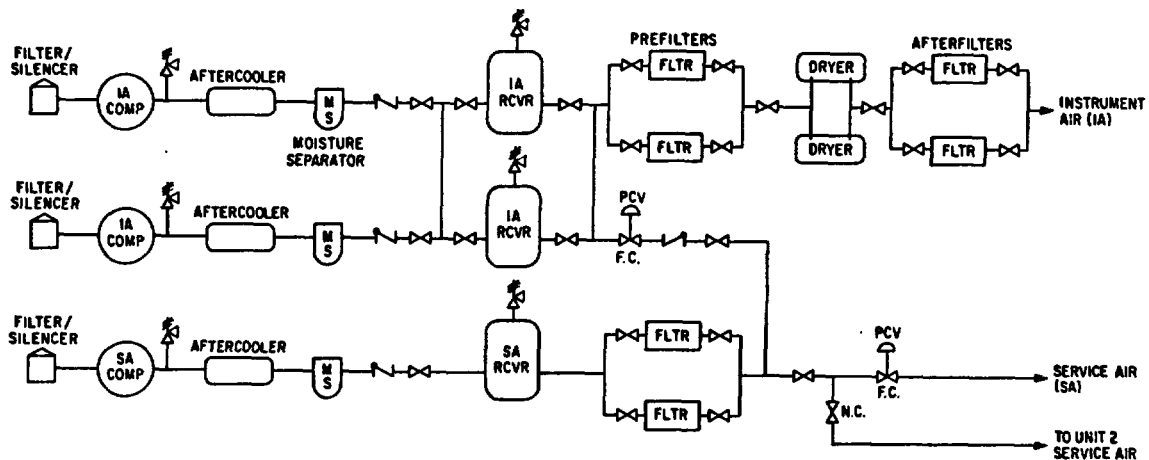 FILTER/
SILENCER
IA
COMP
AFTERCOOLER
M
S
MOISTURE
SEPARATOR
IA
RCVR
PREFILTERS
FLTR
FLTR
DRYER
DRYER
AFTERFILTERS
FLTR
FLTR
INSTRUMENT
AIR (IA)
FILTER/
SILENCER
IA
COMP
AFTERCOOLER
M
S
IA
RCVR
PCV
F.C.
FILTER/
SILENCER
SA
COMP
AFTERCOOLER
M
S
SA
RCVR
FLTR
FLTR
PCV
F.C.
SERVICE AIR
(SA)
N.C.
TO UNIT 2
SERVICE AIR